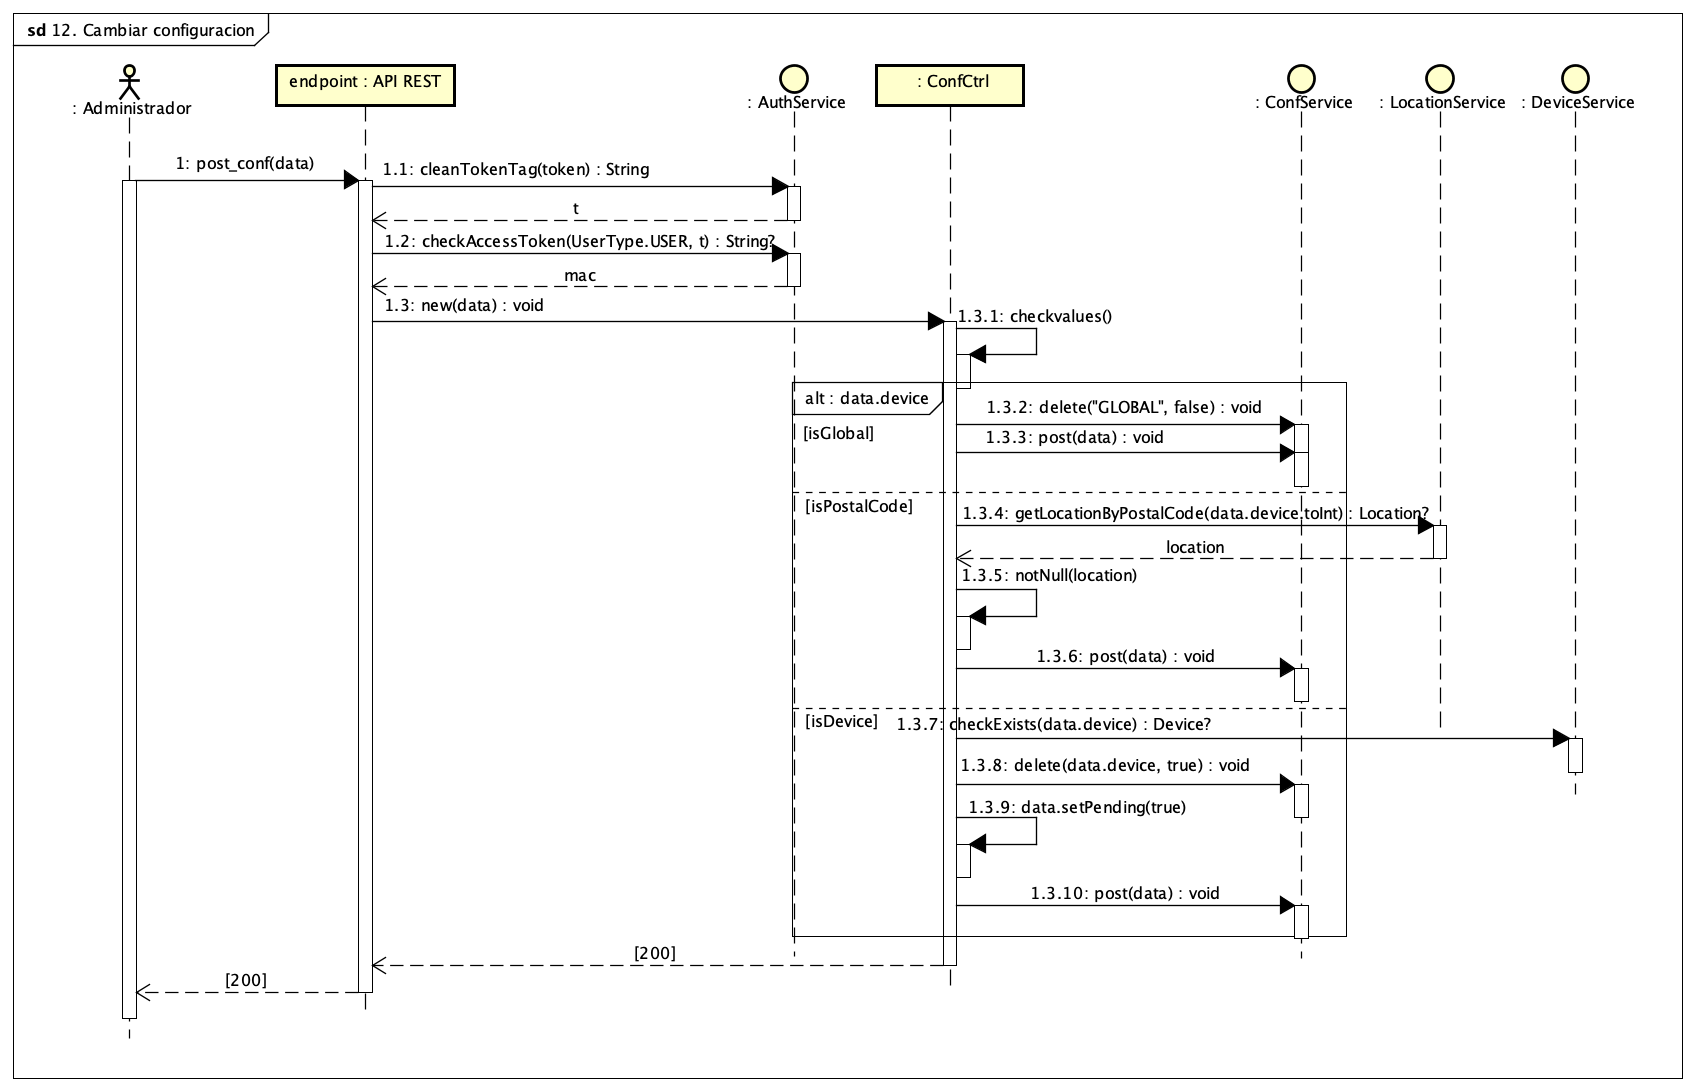 sd 12. Cambiar configuracion
: Administrador
endpoint : API REST
: AuthService
: ConfCtrl
: ConfService
: LocationService
: DeviceService
1: post_conf(data)
1.1: cleanTokenTag(token) : String
t
1.2: checkAccessToken(UserType.USER, t) : String?
mac
1.3: new(data) : void
1.3.1: checkvalues()
alt : data.device
[isGlobal]
1.3.2: delete("GLOBAL", false) : void
1.3.3: post(data) : void
[isPostalCode]
1.3.4: getLocationByPostalCode(data.device.toInt) : Location?
location
1.3.5: notNull(location)
1.3.6: post(data) : void
[isDevice]
1.3.7: checkExists(data.device) : Device?
1.3.8: delete(data.device, true) : void
1.3.9: data.setPending(true)
1.3.10: post(data) : void
[200]
[200]